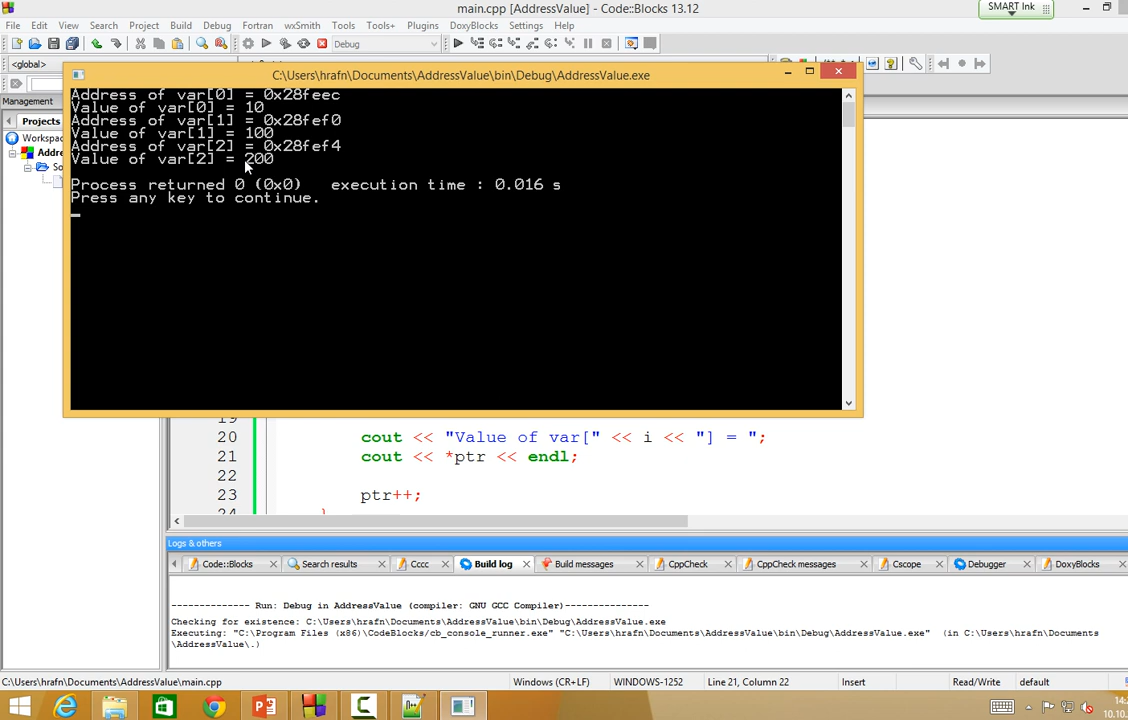 main.cpp [AddressValue] - Code::Blocks 13.12
SMART Ink
File Edit View Search Project Build Debug Fortran wxSmith Tools Tools+ Plugins DoxyBlocks Settings Help
Debug
<global>
C:\Users\hrafn\Documents\AddressValue\bin\Debug\AddressValue.exe
Management
Projects
Workspa
Addre
So
Address of var[0] = 0x28feec
Value of var[0] = 10
Address of var[1] = 0x28fef0
Value of var[1] = 100
Address of var[2] = 0x28fef4
Value of var[2] = 200
Process returned 0 (0x0)   execution time : 0.016 s
Press any key to continue.
19
20 cout << "Value of var[" << i << "] = ";
21 cout << *ptr << endl;
22
23 ptr++;
24 }
Logs & others
Code::Blocks Search results Cccc Build log Build messages CppCheck CppCheck messages Cscope Debugger DoxyBlocks
-------------- Run: Debug in AddressValue (compiler: GNU GCC Compiler)---------------
Checking for existence: C:\Users\hrafn\Documents\AddressValue\bin\Debug\AddressValue.exe
Executing: "C:\Program Files (x86)\CodeBlocks/cb_console_runner.exe" "C:\Users\hrafn\Documents\AddressValue\bin\Debug\AddressValue.exe"  (in C:\Users\hrafn\Documents
\AddressValue\.)
C:\Users\hrafn\Documents\AddressValue\main.cpp Windows (CR+LF) WINDOWS-1252 Line 21, Column 22 Insert Read/Write default
14:
10.10.